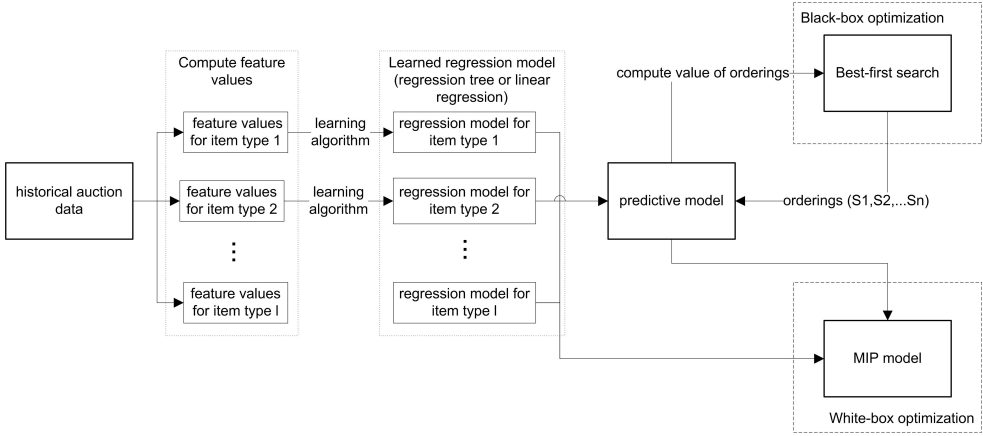 Black-box optimization
Best-first search
compute value of orderings
Compute feature
values
Learned regression model
(regression tree or linear
regression)
feature values
for item type 1
learning
algorithm
regression model for
item type 1
historical auction
data
feature values
for item type 2
learning
algorithm
regression model for
item type 2
predictive model
orderings (S1,S2,...Sn)
feature values
for item type l
regression model for
item type l
MIP model
White-box optimization